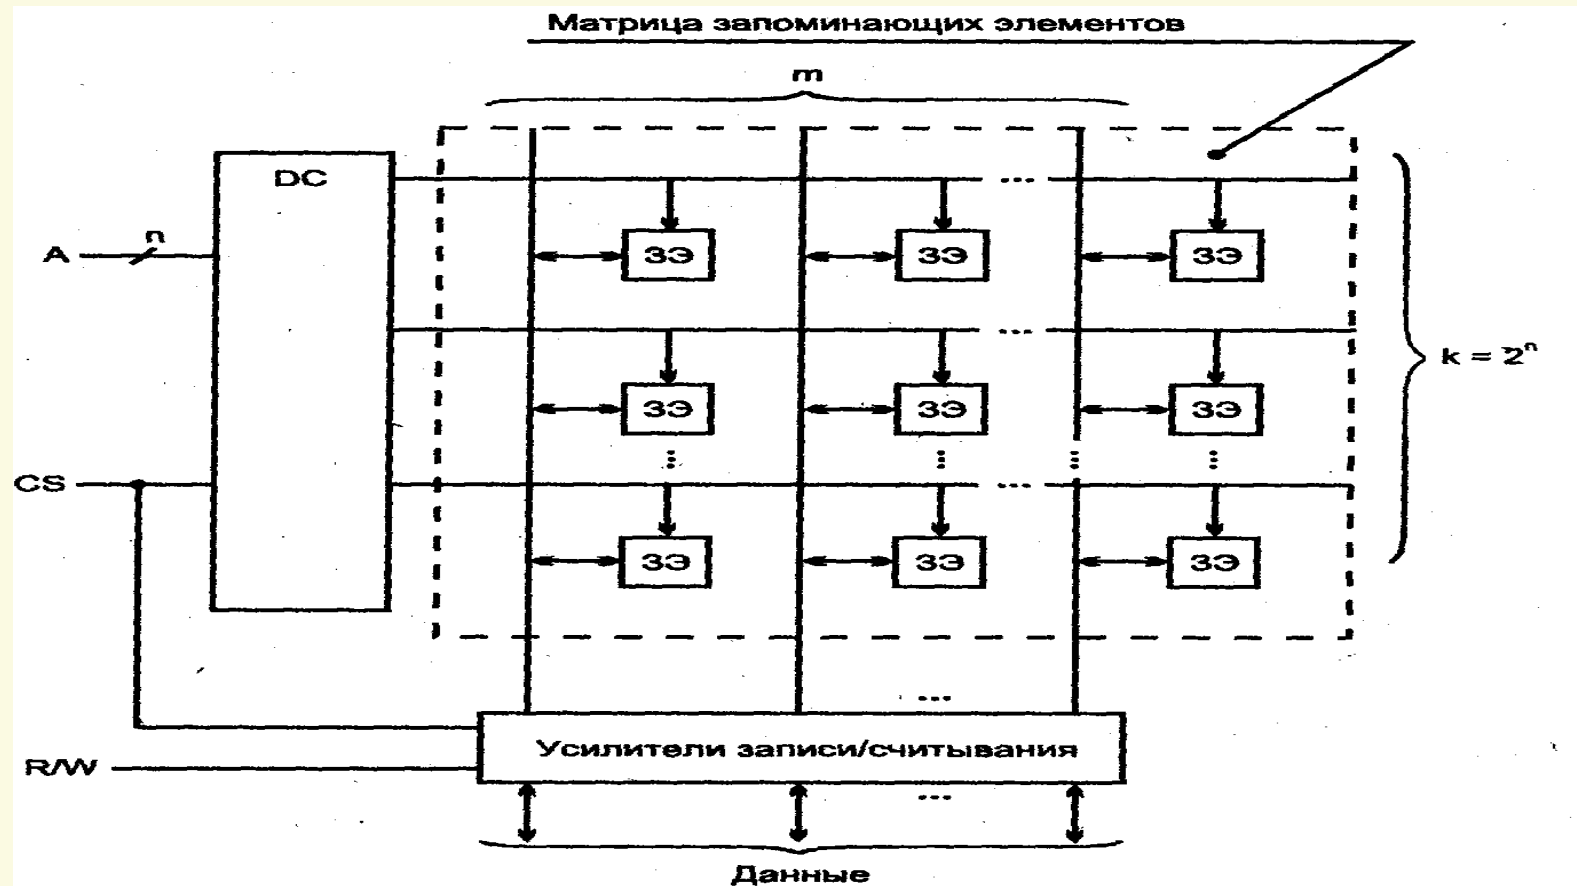 Матрица запоминающих элементов
m
DC
...
n
A
ЗЭ ЗЭ ЗЭ
...
k = 2ⁿ
ЗЭ ЗЭ ЗЭ
... ... ... ...
CS
...
ЗЭ ЗЭ ЗЭ
...
Усилители записи/считывания
R/W
...
Данные